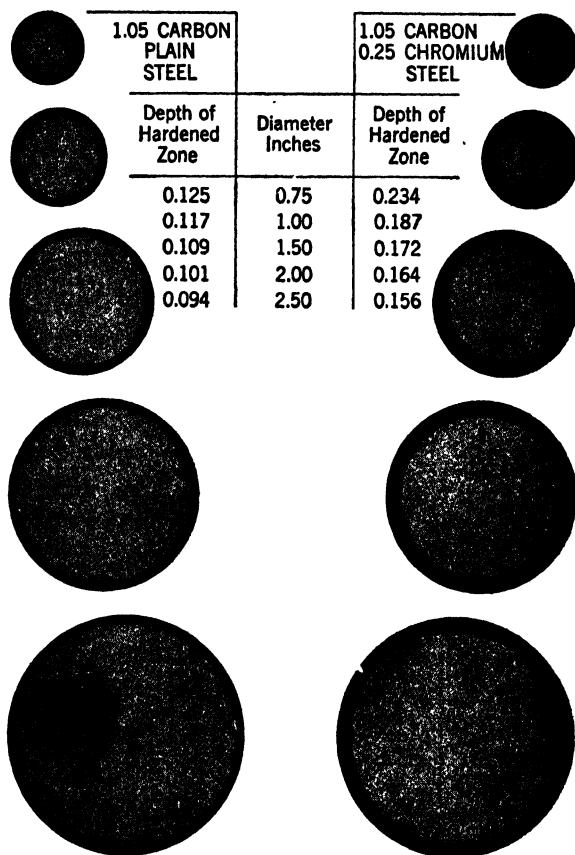 1.05 CARBON
PLAIN
STEEL
1.05 CARBON
0.25 CHROMIUM
STEEL
Depth of
Hardened
Zone
Diameter
Inches
Depth of
Hardened
Zone
0.125 0.75 0.234
0.117 1.00 0.187
0.109 1.50 0.172
0.101 2.00 0.164
0.094 2.50 0.156